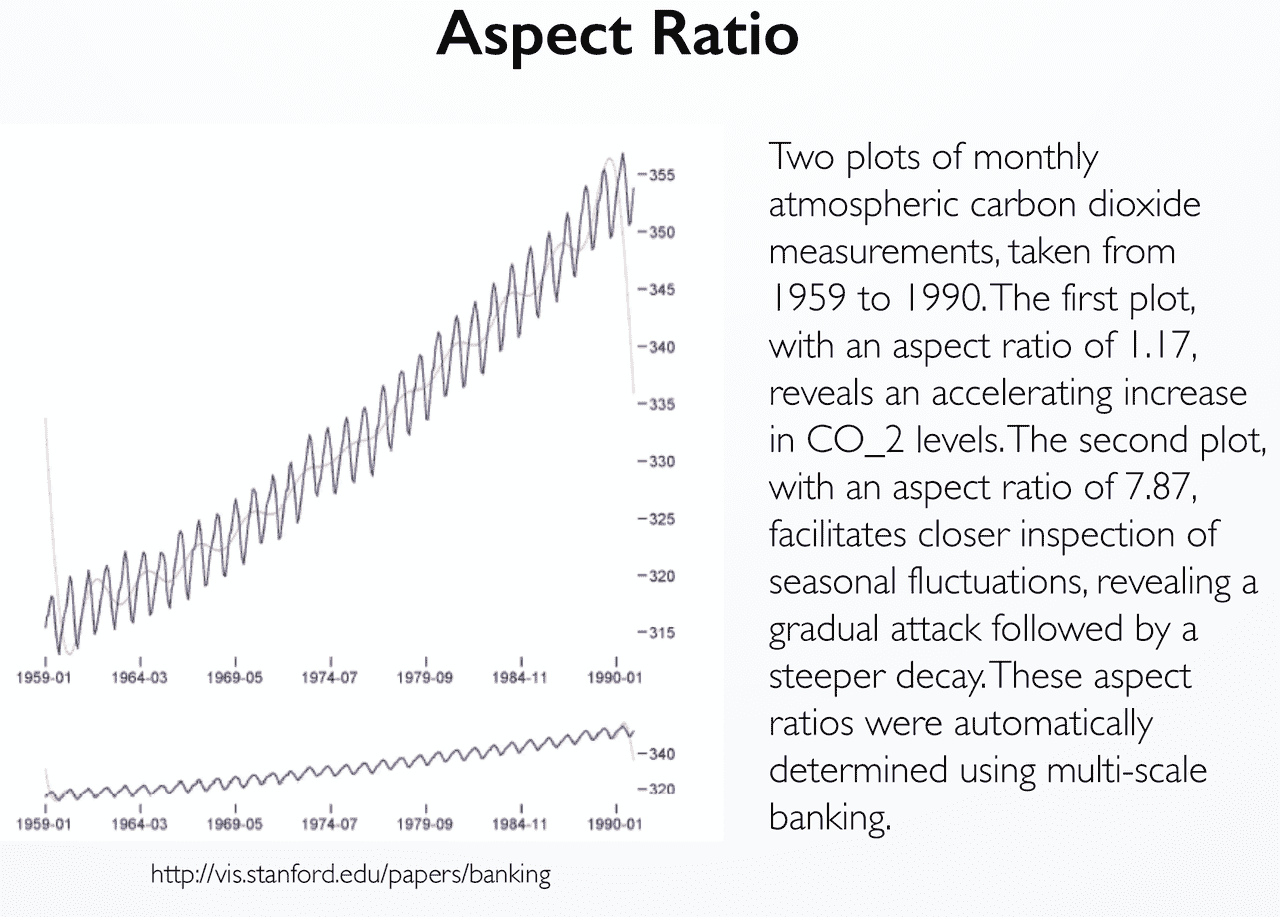 Aspect Ratio
355
350
345
340
335
330
325
320
315
1959-01 1964-03 1969-05 1974-07 1979-09 1984-11 1990-01
340
320
1959-01 1964-03 1969-05 1974-07 1979-09 1984-11 1990-01
http://vis.stanford.edu/papers/banking
Two plots of monthly
atmospheric carbon dioxide
measurements, taken from
1959 to 1990. The first plot,
with an aspect ratio of 1.17,
reveals an accelerating increase
in CO_2 levels. The second plot,
with an aspect ratio of 7.87,
facilitates closer inspection of
seasonal fluctuations, revealing a
gradual attack followed by a
steeper decay. These aspect
ratios were automatically
determined using multi-scale
banking.